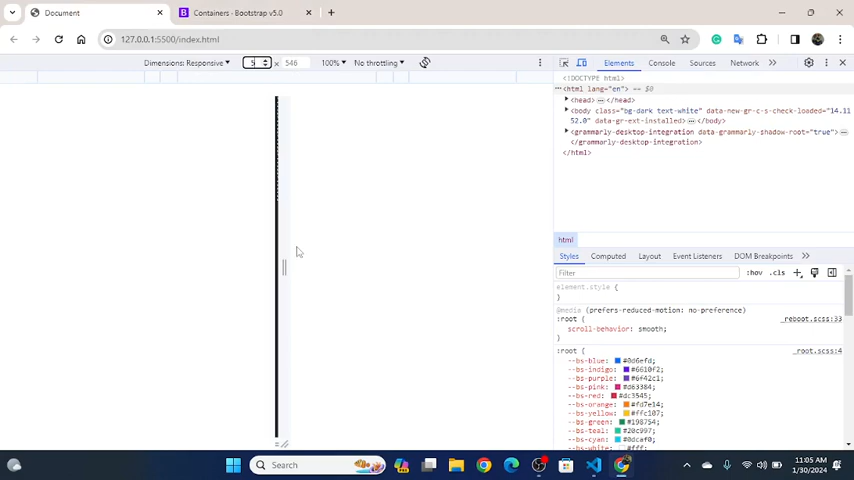 Document
Containers - Bootstrap v5.0
127.0.0.1:5500/index.html
Dimensions: Responsive 5 × 546 100% No throttling
Elements Console Sources Network
<!DOCTYPE html>
<html lang="en"> == $0
<head> </head>
<body class="bg-dark text-white" data-new-gr-c-s-check-loaded="14.11
52.0" data-gr-ext-installed> </body>
<grammarly-desktop-integration data-grammarly-shadow-root="true">
</grammarly-desktop-integration>
</html>
html
Styles Computed Layout Event Listeners DOM Breakpoints
Filter :hov .cls
element.style {
}
@media (prefers-reduced-motion: no-preference)
:root { _reboot.scss:33
scroll-behavior: smooth;
}
:root { _root.scss:4
--bs-blue: #0d6efd;
--bs-indigo: #6610f2;
--bs-purple: #6f42c1;
--bs-pink: #d63384;
--bs-red: #dc3545;
--bs-orange: #fd7e14;
--bs-yellow: #ffc107;
--bs-green: #198754;
--bs-teal: #20c997;
--bs-cyan: #0dcaf0;
--bs-white: #fff;
Search
11:05 AM
1/30/2024